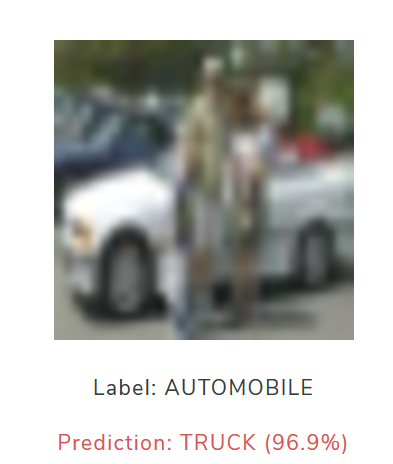 Label: AUTOMOBILE
Prediction: TRUCK (96.9%)